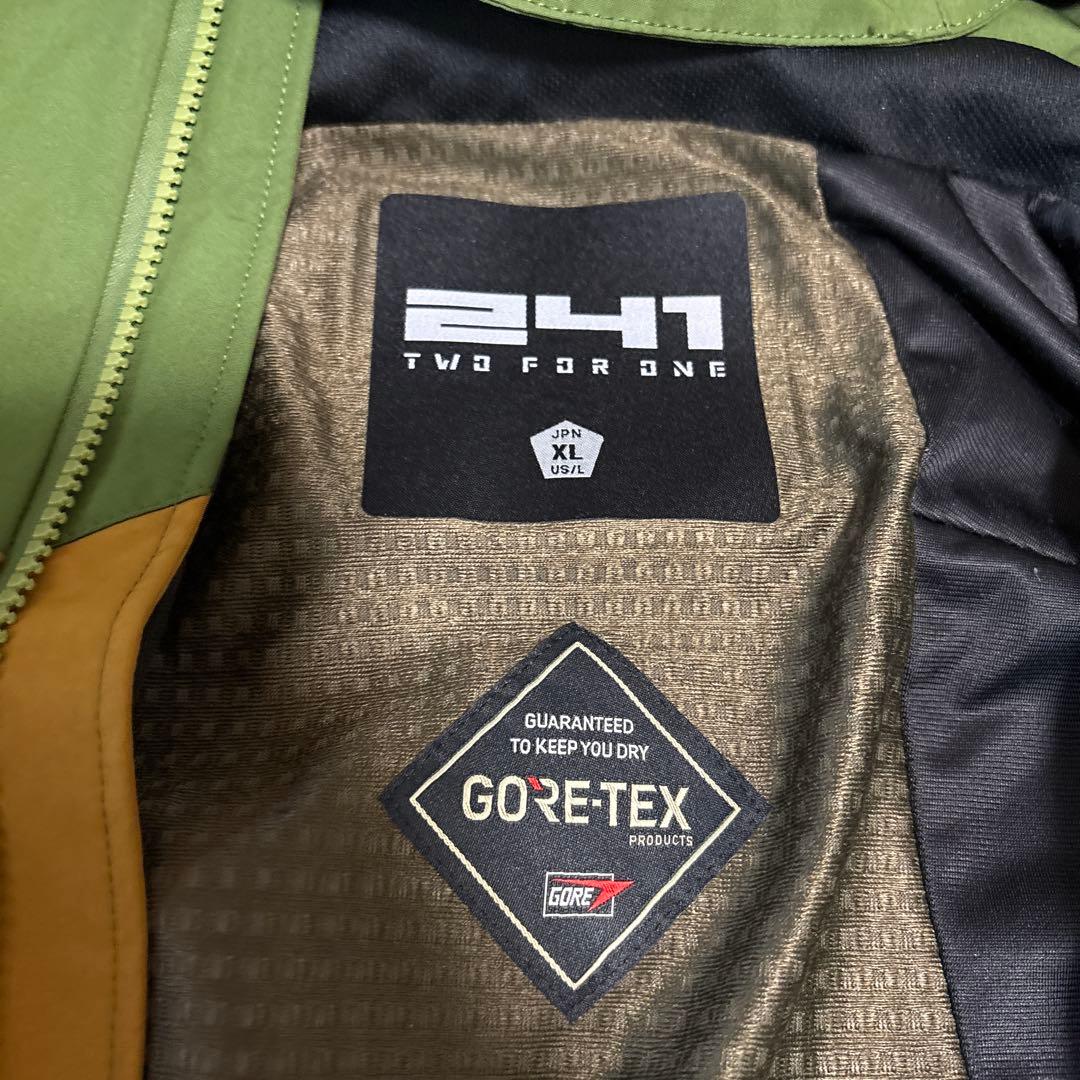 241
TWO FOR ONE
JPN
XL
US/L
GUARANTEED
TO KEEP YOU DRY
GORE-TEX
PRODUCTS
GORE